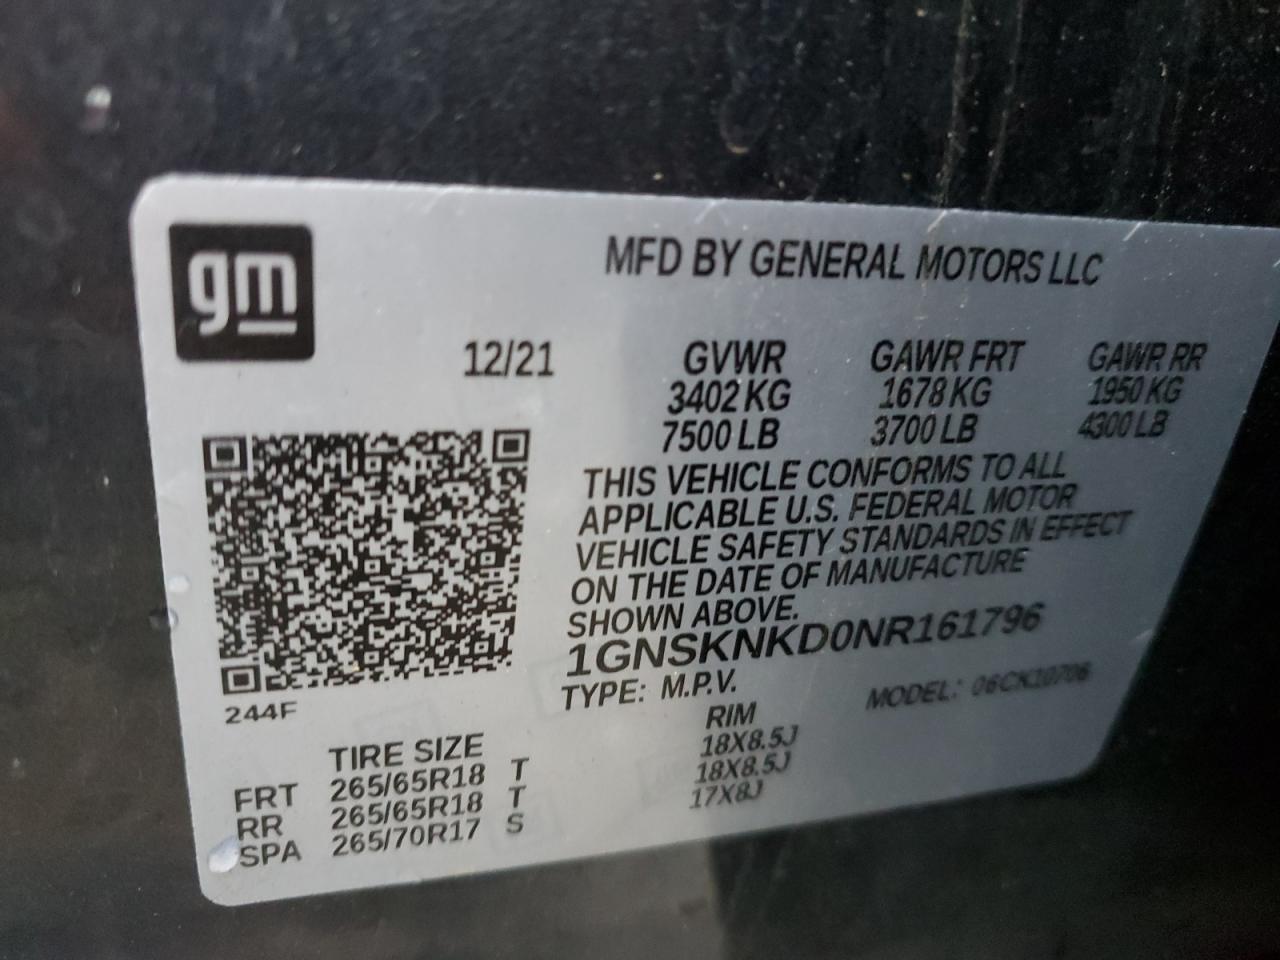 gm
MFD BY GENERAL MOTORS LLC
12/21
GVWR GAWR FRT GAWR RR
3402 KG 1678 KG 1950 KG
7500 LB 3700 LB 4300 LB
THIS VEHICLE CONFORMS TO ALL
APPLICABLE U.S. FEDERAL MOTOR
VEHICLE SAFETY STANDARDS IN EFFECT
ON THE DATE OF MANUFACTURE
SHOWN ABOVE.
1GNSKNKD0NR161796
TYPE: M.P.V. MODEL: 06CK10706
244F
TIRE SIZE RIM
FRT 265/65R18 T 18X8.5J
RR 265/65R18 T 18X8.5J
SPA 265/70R17 S 17X8J